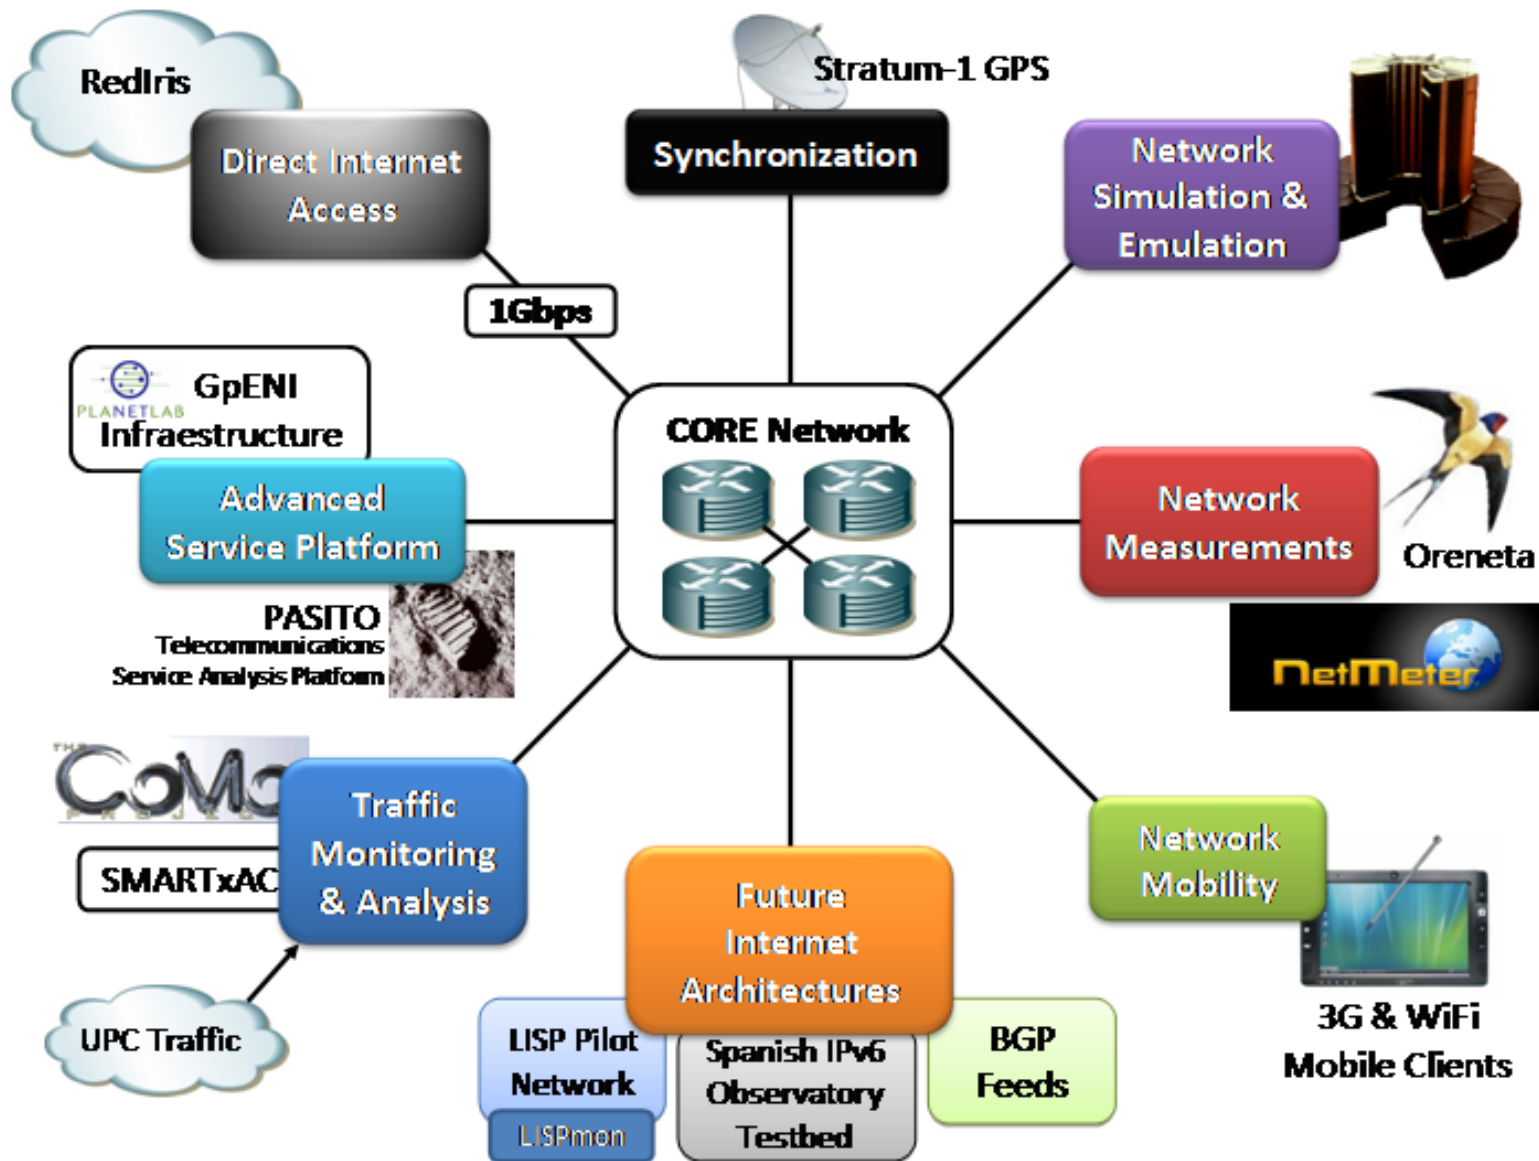 RedIris
Direct Internet
Access
1Gbps
Stratum-1 GPS
Synchronization
Network
Simulation &
Emulation
PLANETLAB
GpENI
Infraestructure
Advanced
Service Platform
PASITO
Telecommunications
Service Analysis Platform
CORE Network
Network
Measurements
Oreneta
NetMeter
THE
CoMo
PROJE
SMARTxAC
Traffic
Monitoring
& Analysis
UPC Traffic
Future
Internet
Architectures
LISP Pilot
Network
LISPmon
Spanish IPv6
Observatory
Testbed
BGP
Feeds
Network
Mobility
3G & WiFi
Mobile Clients